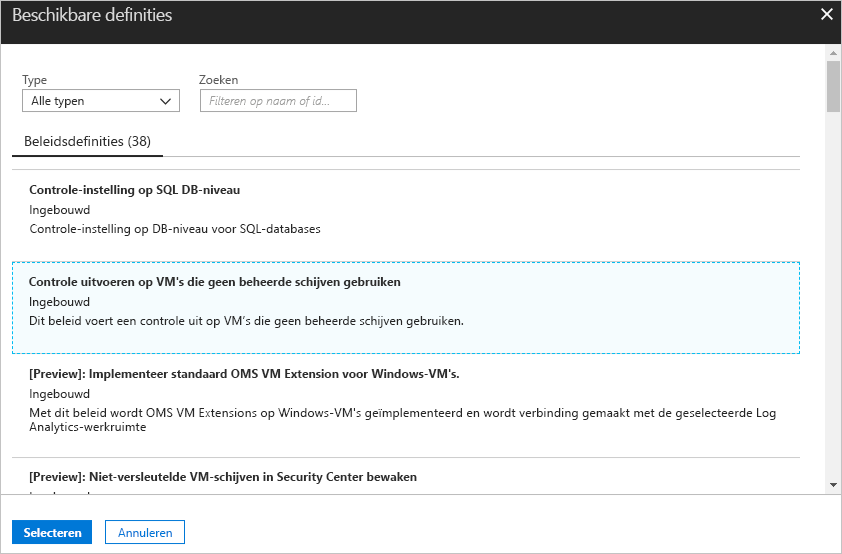 Beschikbare definities
Type
Zoeken
Alle typen
Filteren op naam of id...
Beleidsdefinities (38)
Controle-instelling op SQL DB-niveau
Ingebouwd
Controle-instelling op DB-niveau voor SQL-databases
Controle uitvoeren op VM's die geen beheerde schijven gebruiken
Ingebouwd
Dit beleid voert een controle uit op VM's die geen beheerde schijven gebruiken.
[Preview]: Implementeer standaard OMS VM Extension voor Windows-VM's.
Ingebouwd
Met dit beleid wordt OMS VM Extensions op Windows-VM's geïmplementeerd en wordt verbinding gemaakt met de geselecteerde Log
Analytics-werkruimte
[Preview]: Niet-versleutelde VM-schijven in Security Center bewaken
Selecteren
Annuleren